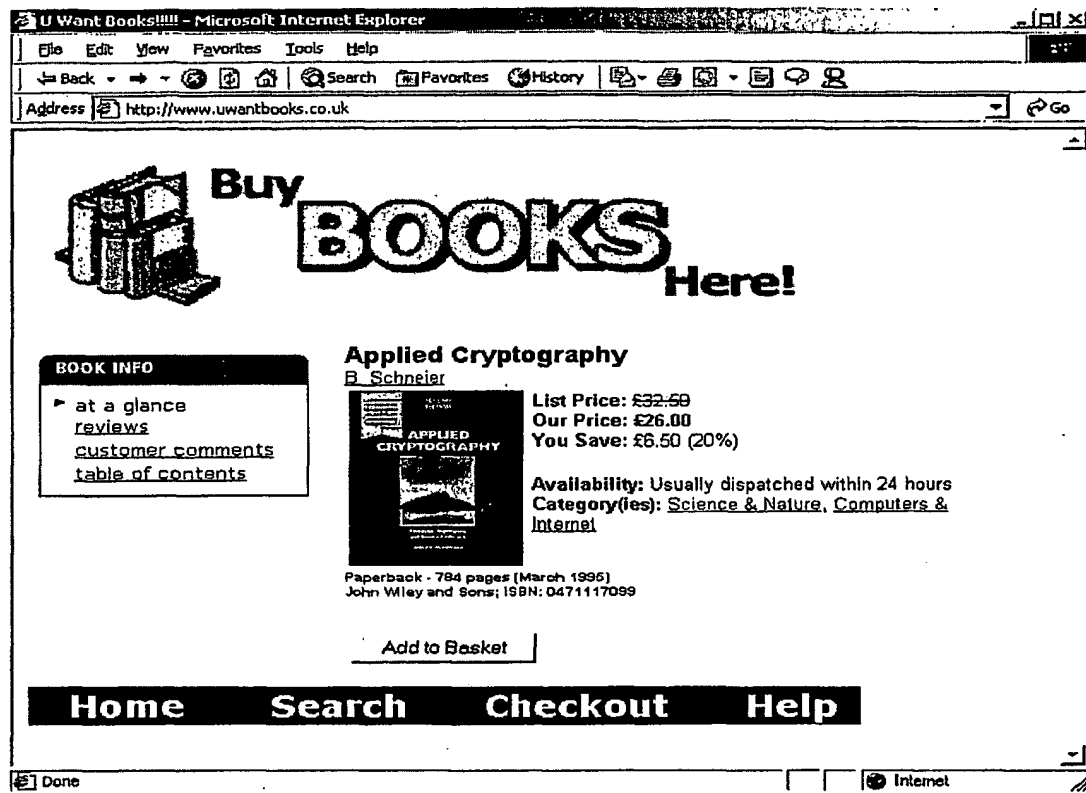 U Want Books!!!!! - Microsoft Internet Explorer
File Edit View Favorites Tools Help
Back Search Favorites History
Address http://www.uwantbooks.co.uk Go
Buy
BOOKS
Here!
BOOK INFO
at a glance
reviews
customer comments
table of contents
Applied Cryptography
B Schneier
APPLIED
CRYPTOGRAPHY
List Price: £32.50
Our Price: £26.00
You Save: £6.50 (20%)
Availability: Usually dispatched within 24 hours
Category(ies): Science & Nature, Computers &
Internet
Paperback - 784 pages (March 1995)
John Wiley and Sons; ISBN: 0471117099
Add to Basket
Home Search Checkout Help
Done Internet